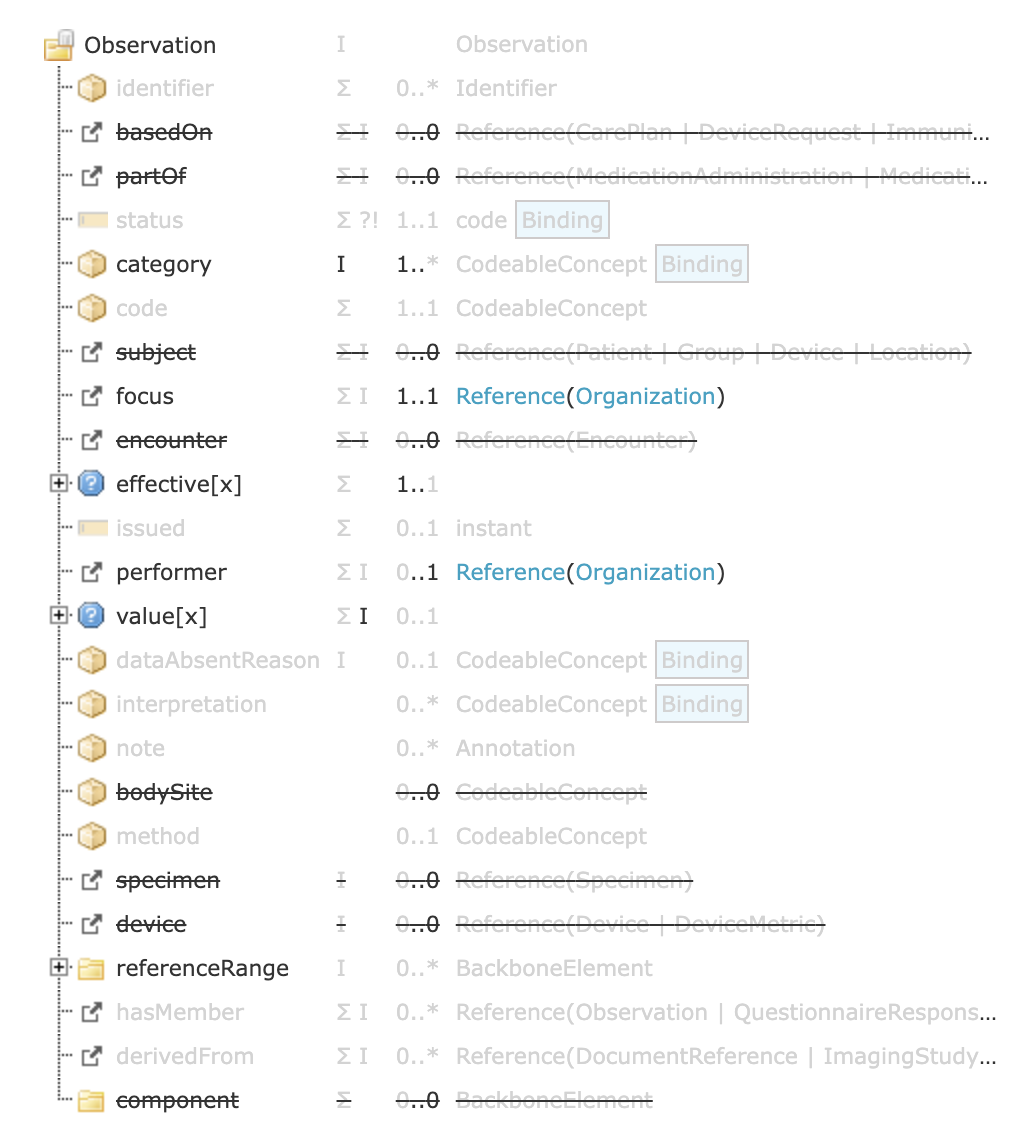 Observation I Observation
identifier Σ 0..* Identifier
basedOn Σ I 0..0 Reference(CarePlan | DeviceRequest | Immuni...
partOf Σ I 0..0 Reference(MedicationAdministration | Medicati...
status Σ ?! 1..1 code Binding
category I 1..* CodeableConcept Binding
code Σ 1..1 CodeableConcept
subject Σ I 0..0 Reference(Patient | Group | Device | Location)
focus Σ I 1..1 Reference(Organization)
encounter Σ I 0..0 Reference(Encounter)
effective[x] Σ 1..1
issued Σ 0..1 instant
performer Σ I 0..1 Reference(Organization)
value[x] Σ I 0..1
dataAbsentReason I 0..1 CodeableConcept Binding
interpretation 0..* CodeableConcept Binding
note 0..* Annotation
bodySite 0..0 CodeableConcept
method 0..1 CodeableConcept
specimen I 0..0 Reference(Specimen)
device I 0..0 Reference(Device | DeviceMetric)
referenceRange I 0..* BackboneElement
hasMember Σ I 0..* Reference(Observation | QuestionnaireRespons...
derivedFrom Σ I 0..* Reference(DocumentReference | ImagingStudy...
component Σ 0..0 BackboneElement